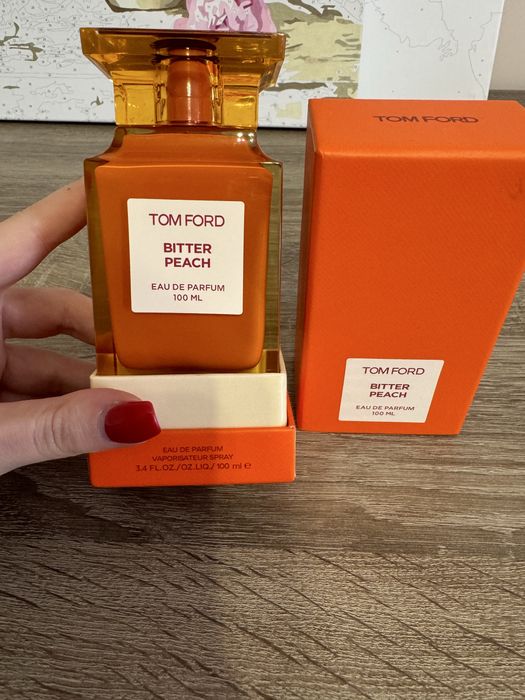 TOM FORD
BITTER
PEACH
EAU DE PARFUM
100 ML
EAU DE PARFUM
VAPORISATEUR SPRAY
3.4 FL.OZ./OZ.LIQ./ 100 ml e
TOM FORD
TOM FORD
BITTER
PEACH
EAU DE PARFUM
100 ML